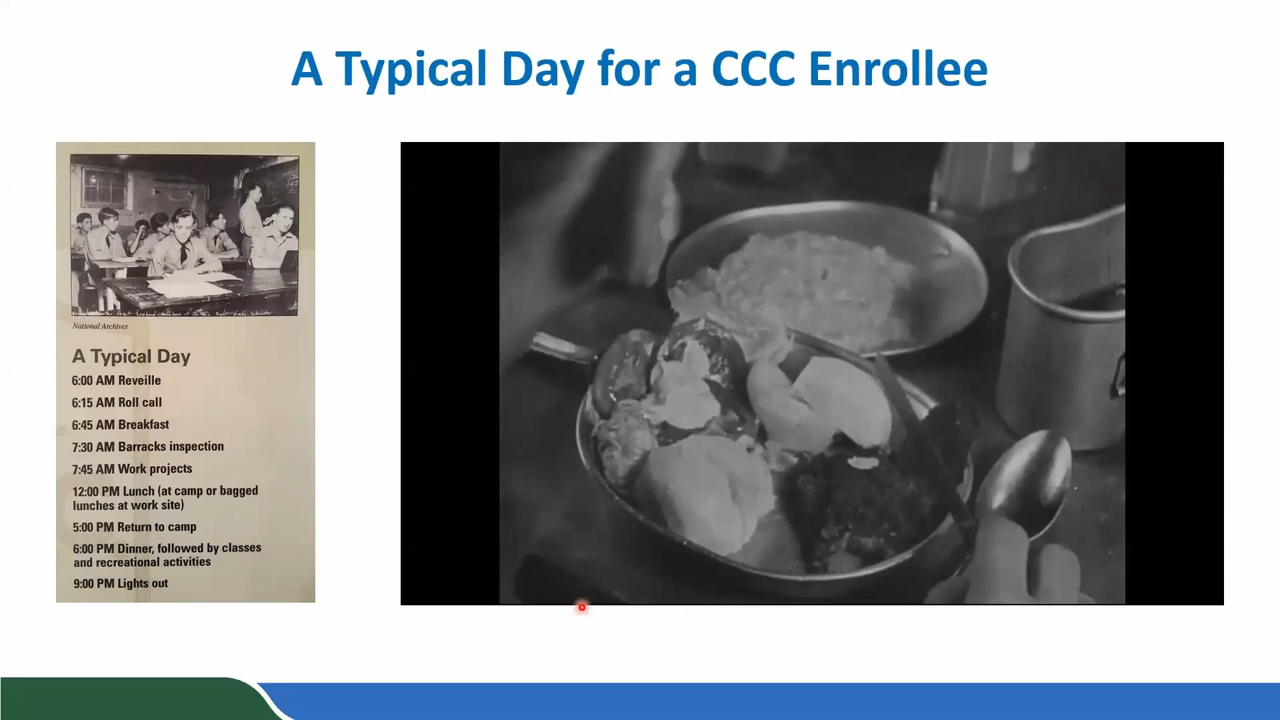 A Typical Day for a CCC Enrollee
National Archives
A Typical Day
6:00 AM Reveille
6:15 AM Roll call
6:45 AM Breakfast
7:30 AM Barracks inspection
7:45 AM Work projects
12:00 PM Lunch (at camp or bagged
lunches at work site)
5:00 PM Return to camp
6:00 PM Dinner, followed by classes
and recreational activities
9:00 PM Lights out